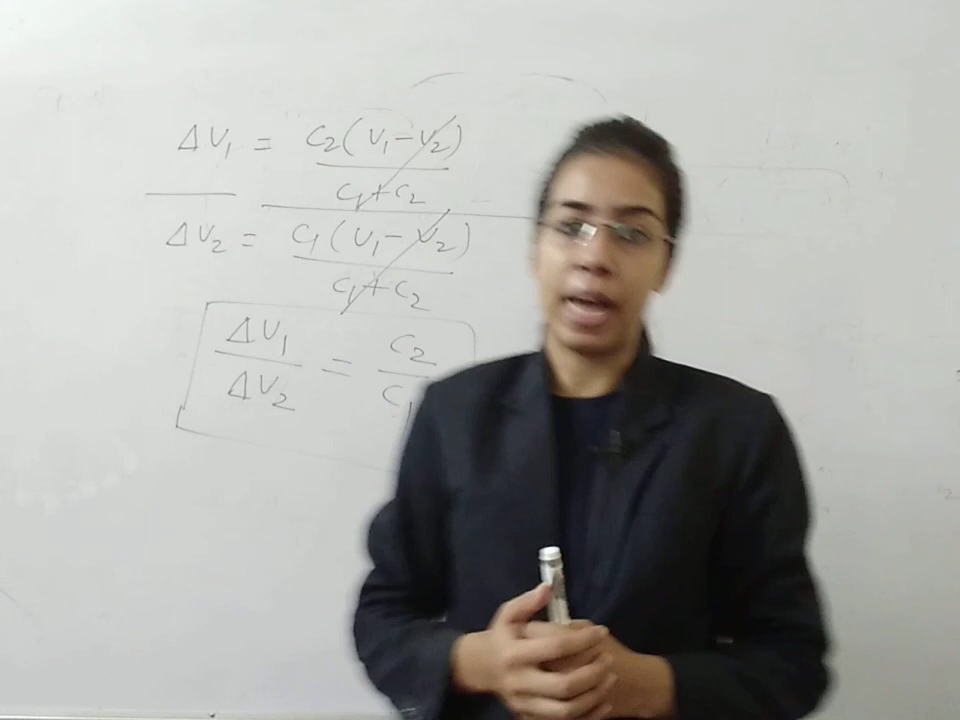 ΔV₁ = C₂(V₁-V₂)
C₁+C₂
ΔV₂ = C₁(V₁-V₂)
C₁+C₂
ΔV₁ = C₂
ΔV₂ C₁